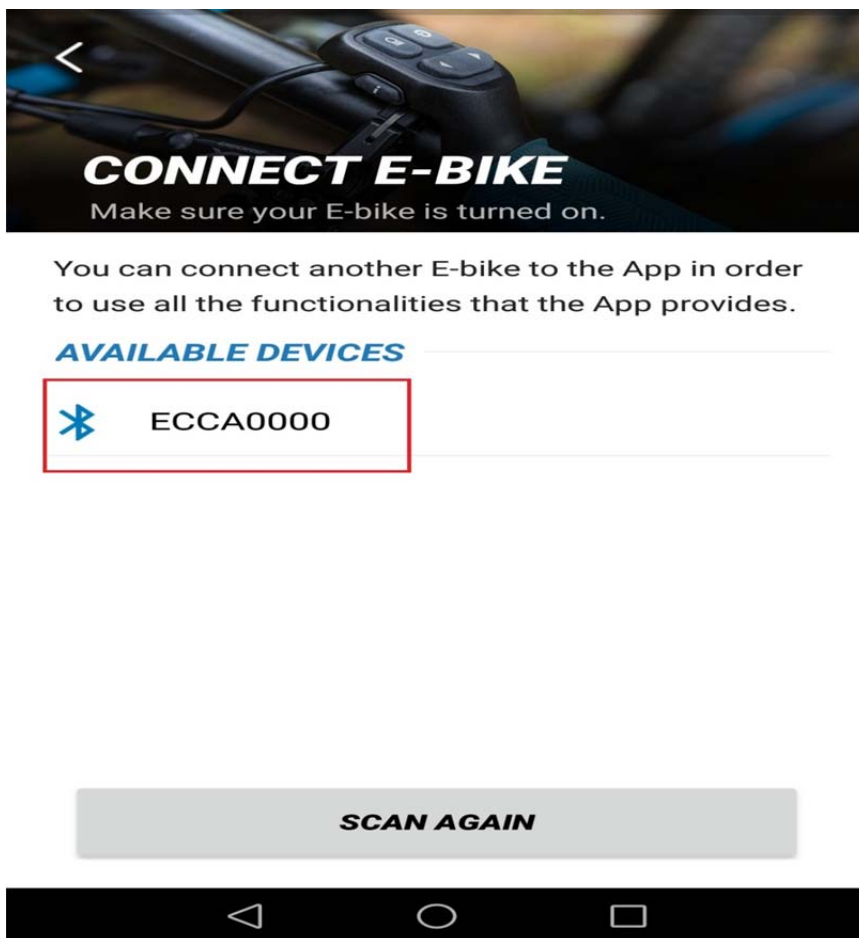 CONNECT E-BIKE
Make sure your E-bike is turned on.
You can connect another E-bike to the App in order
to use all the functionalities that the App provides.
AVAILABLE DEVICES
ECCA0000
SCAN AGAIN